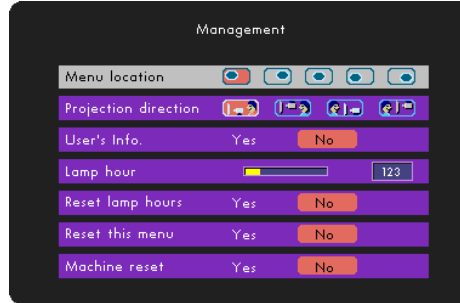 Management
Menu location
Projection direction
User's Info. Yes No
Lamp hour 123
Reset lamp hours Yes No
Reset this menu Yes No
Machine reset Yes No